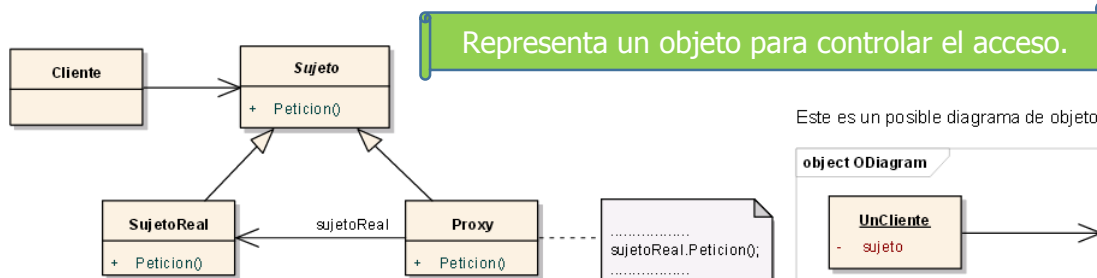 Representa un objeto para controlar el acceso.
Cliente
Sujeto
+ Peticion()
Este es un posible diagrama de objeto
object ODiagram
SujetoReal
+ Peticion()
sujetoReal
Proxy
+ Peticion()
..................
sujetoReal.Peticion();
..................
UnCliente
- sujeto